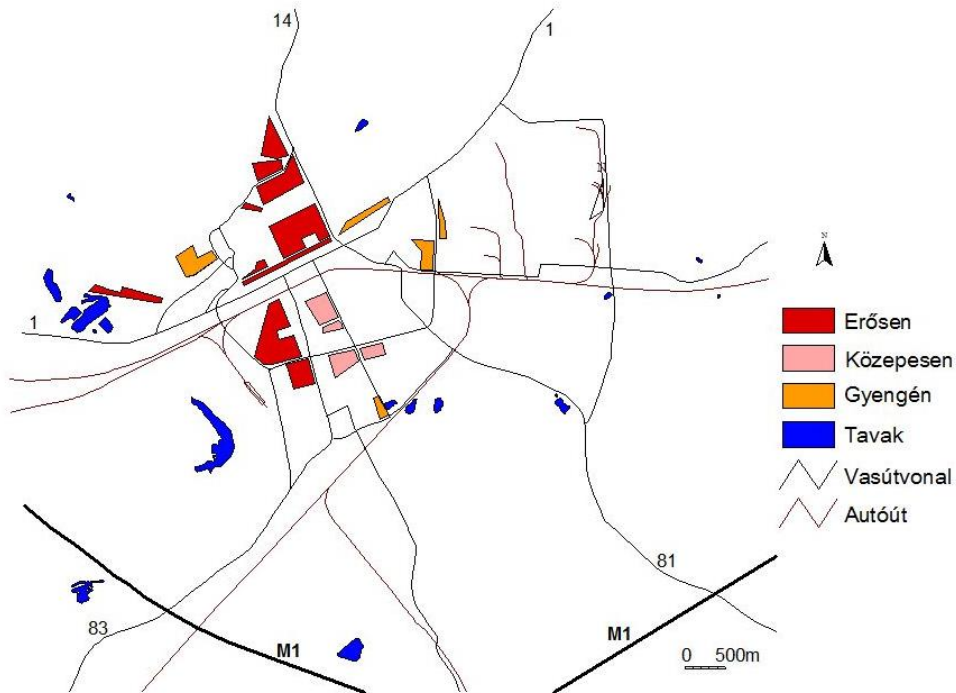 14
1
N
N
1
Erősen
Közepesen
Gyengén
Tavak
Vasútvonal
Autóút
81
83
M1
M1
0 500m